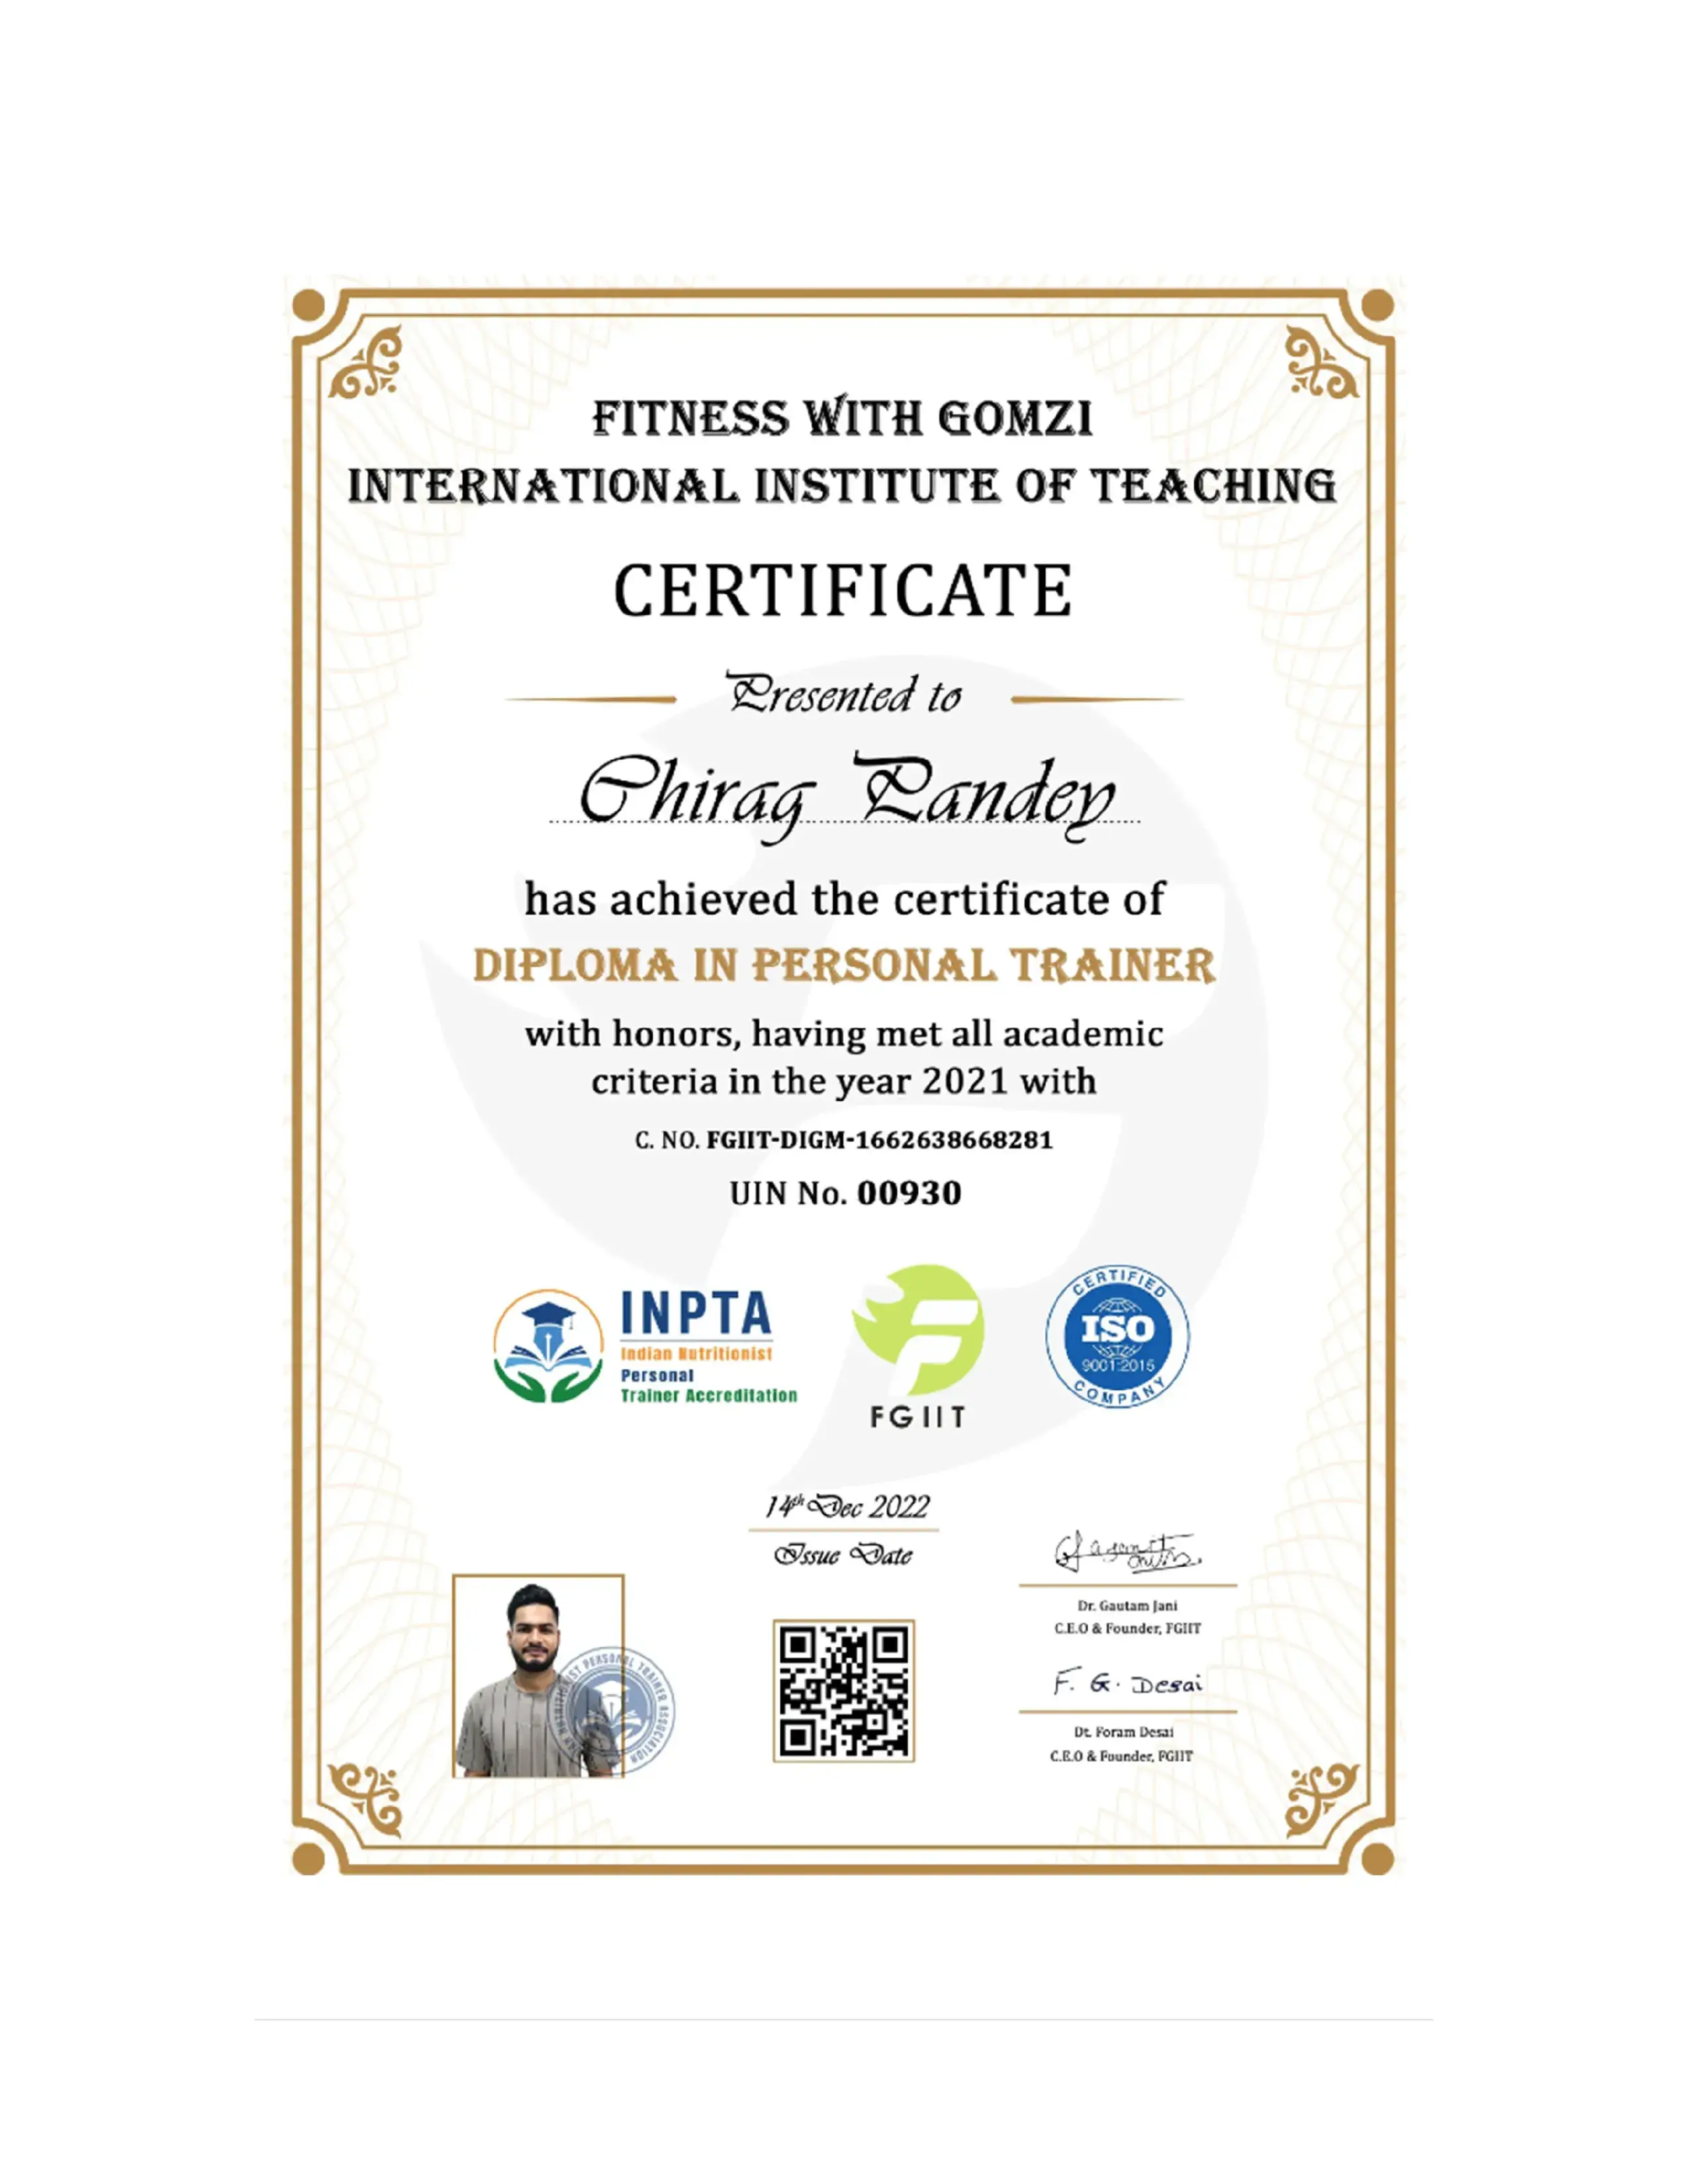 FITNESS WITH GOMZI
INTERNATIONAL INSTITUTE OF TEACHING
CERTIFICATE
Presented to
Chirag Pandey
has achieved the certificate of
DIPLOMA IN PERSONAL TRAINER
with honors, having met all academic
criteria in the year 2021 with
C. NO. FGIIT-DIGM-1662638668281
UIN No. 00930
INPTA
Indian Nutritionist
Personal
Trainer Accreditation
FGIIT
CERTIFIED
ISO
9001:2015
COMPANY
14th Dec 2022
Issue Date
Dr. Gautam Jani
C.E.O & Founder, FGIIT
F. G. Desai
Dt. Foram Desai
C.E.O & Founder, FGIIT
PERSONAL TRAINER ASSOCIATION